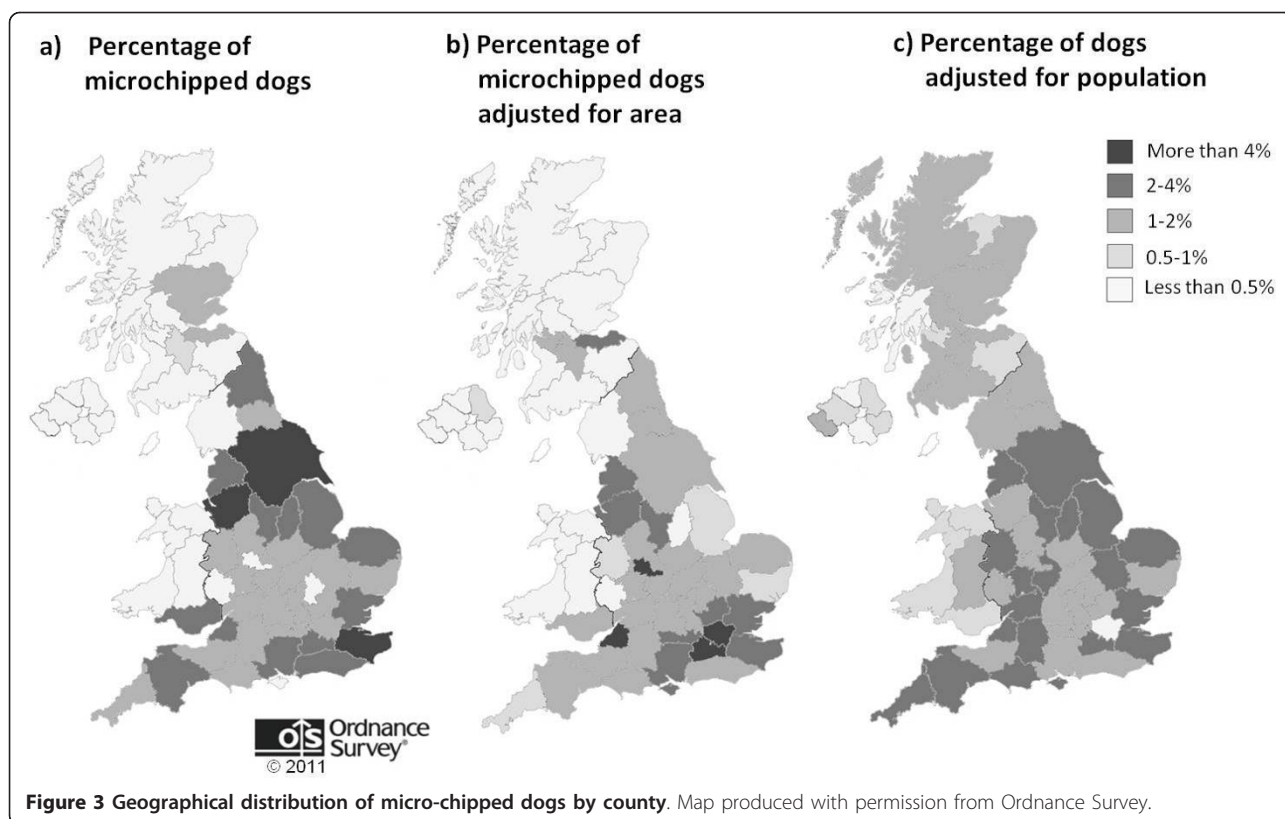 a) Percentage of
microchipped dogs
b) Percentage of
microchipped dogs
adjusted for area
c) Percentage of dogs
adjusted for population
More than 4%
2-4%
1-2%
0.5-1%
Less than 0.5%
OS Ordnance
Survey®
© 2011
Figure 3 Geographical distribution of micro-chipped dogs by county. Map produced with permission from Ordnance Survey.